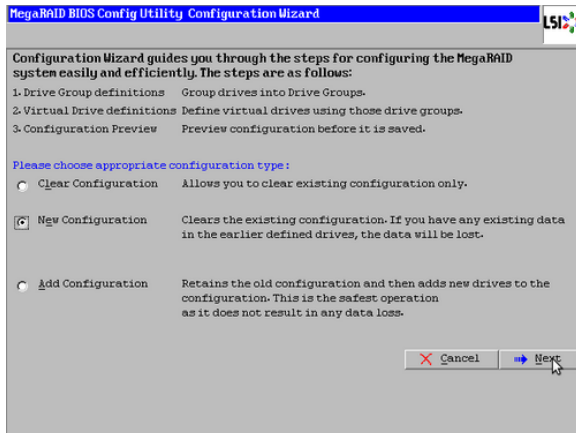 MegaRAID BIOS Config Utility Configuration Wizard
LSI
Configuration Wizard guides you through the steps for configuring the MegaRAID
system easily and efficiently. The steps are as follows:
1. Drive Group definitions Group drives into Drive Groups.
2. Virtual Drive definitions Define virtual drives using those drive groups.
3. Configuration Preview Preview configuration before it is saved.
Please choose appropriate configuration type:
Clear Configuration Allows you to clear existing configuration only.
New Configuration Clears the existing configuration. If you have any existing data
in the earlier defined drives, the data will be lost.
Add Configuration Retains the old configuration and then adds new drives to the
configuration. This is the safest operation
as it does not result in any data loss.
Cancel Next